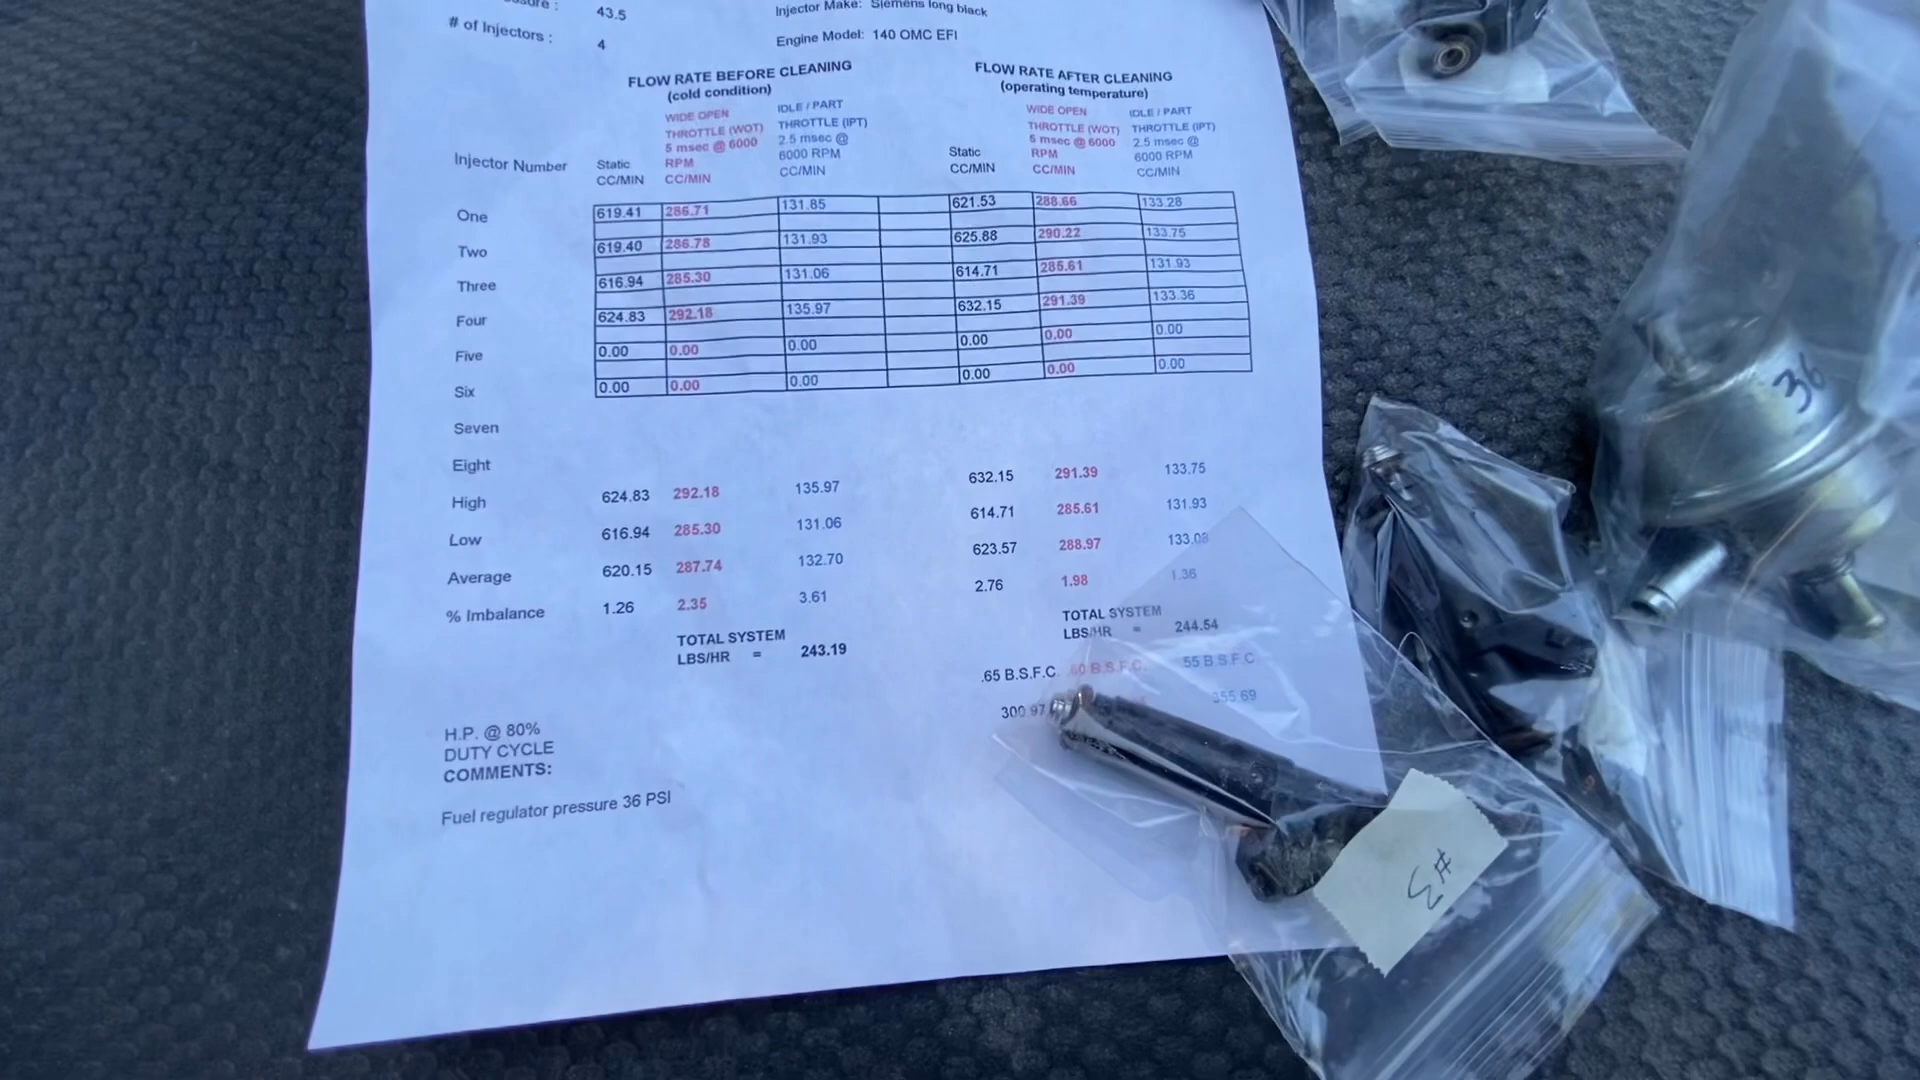 43.5
Injector Make: Siemens long black
# of Injectors : 4
Engine Model: 140 OMC EFI
FLOW RATE BEFORE CLEANING
(cold condition)
FLOW RATE AFTER CLEANING
(operating temperature)
Injector Number
Static
CC/MIN
WIDE OPEN
THROTTLE (WOT)
5 msec @ 6000
RPM
CC/MIN
IDLE / PART
THROTTLE (IPT)
2.5 msec @
6000 RPM
CC/MIN
Static
CC/MIN
WIDE OPEN
THROTTLE (WOT)
5 msec @ 6000
RPM
CC/MIN
IDLE / PART
THROTTLE (IPT)
2.5 msec @
6000 RPM
CC/MIN
One 619.41 286.71 131.85 621.53 288.66 133.28
Two 619.40 286.78 131.93 625.88 290.22 133.75
Three 616.94 285.30 131.06 614.71 285.61 131.93
Four 624.83 292.18 135.97 632.15 291.39 133.36
Five 0.00 0.00 0.00 0.00 0.00 0.00
Six 0.00 0.00 0.00 0.00 0.00 0.00
Seven
Eight
High 624.83 292.18 135.97 632.15 291.39 133.75
Low 616.94 285.30 131.06 614.71 285.61 131.93
Average 620.15 287.74 132.70 623.57 288.97 133.08
% Imbalance 1.26 2.35 3.61 2.76 1.98 1.36
TOTAL SYSTEM
LBS/HR = 243.19
TOTAL SYSTEM
LBS/HR = 244.54
.65 B.S.F.C. .60 B.S.F.C. .55 B.S.F.C
H.P. @ 80%
DUTY CYCLE
300.97 355.69
COMMENTS:
Fuel regulator pressure 36 PSI
36
#3